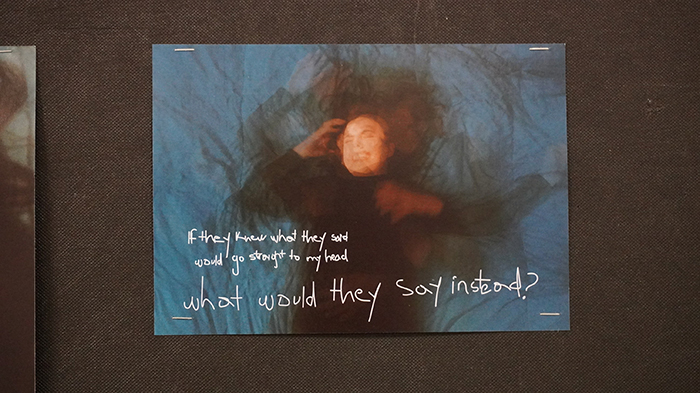 If they knew what they said
would go straight to my head
what would they say instead?